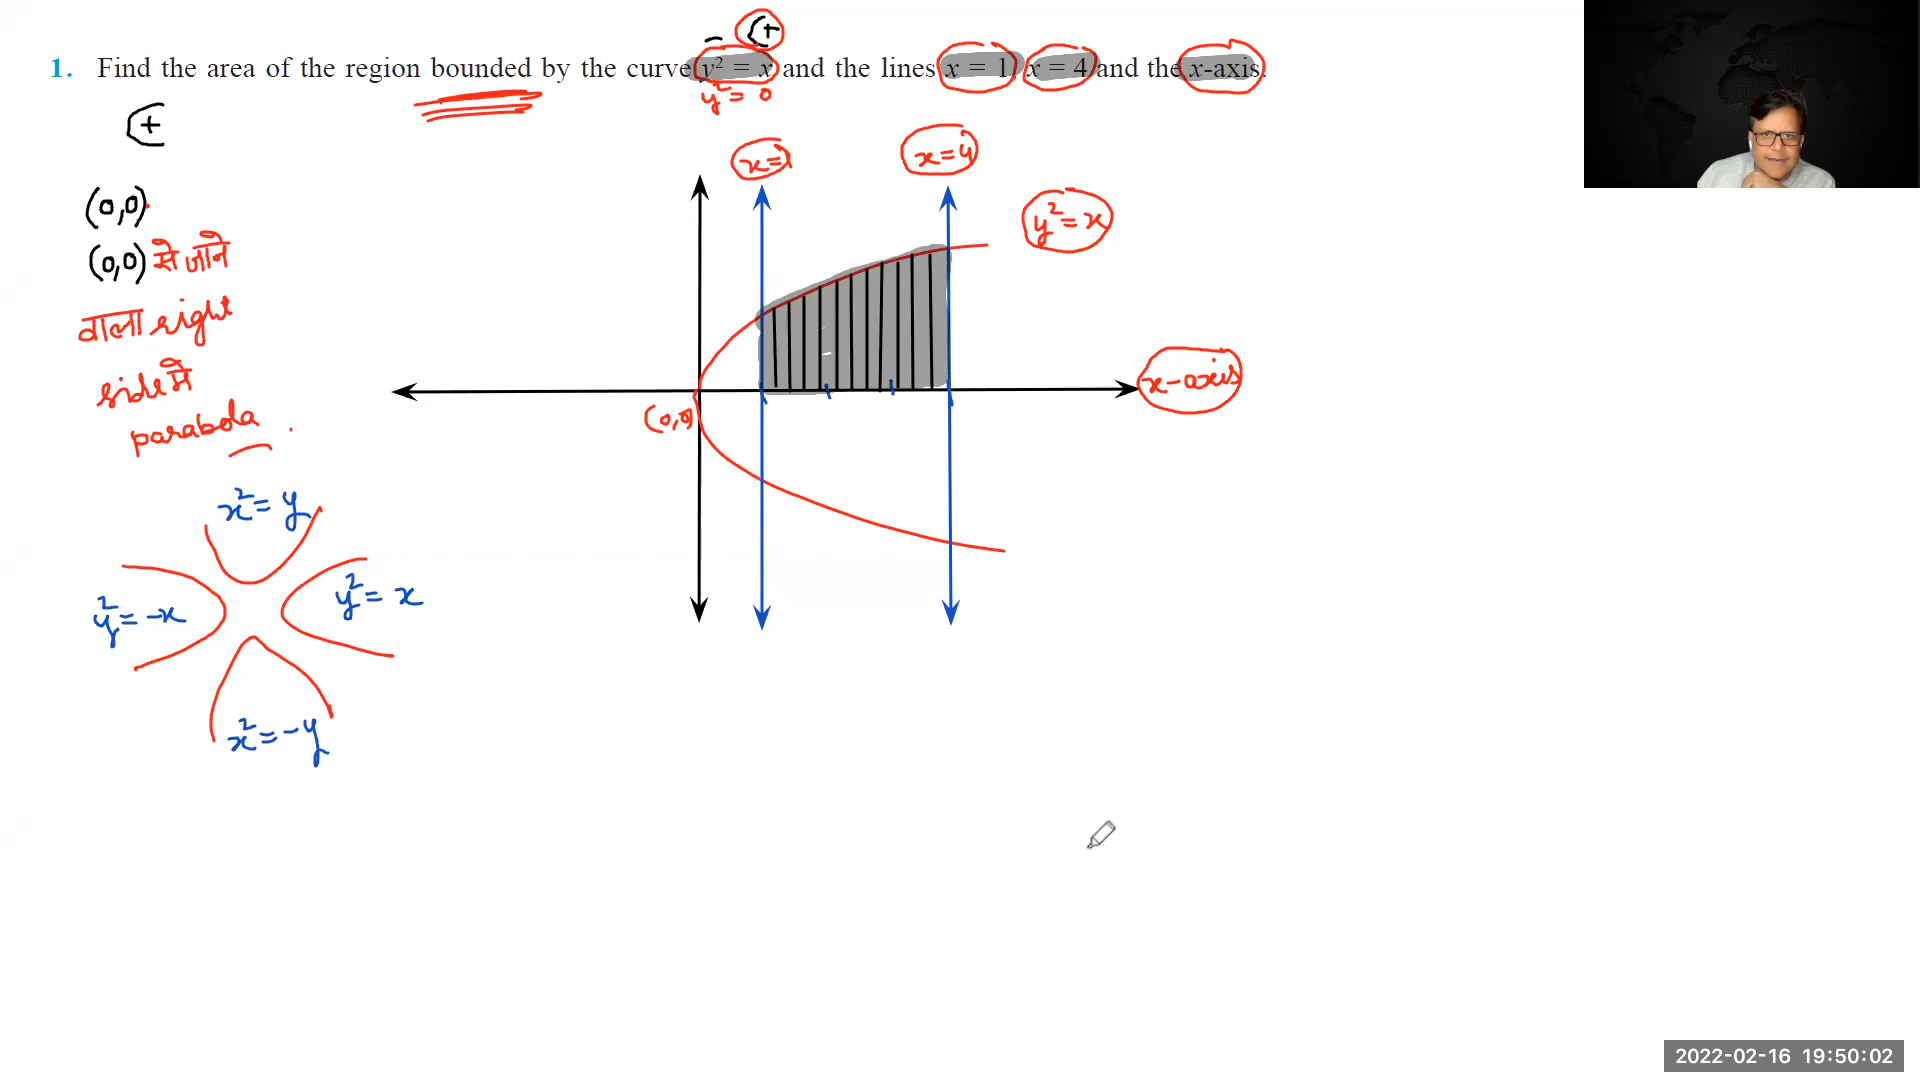 1. Find the area of the region bounded by the curve y² = x and the lines x = 1, x = 4 and the x-axis.
y² = 0
(+
(+
x=1
x=4
(0,0)
y² = x
(0,0) से जाने
वाला right
side में
parabola
x-axis
(0,0)
x² = y
y² = x
y² = -x
x² = -y
2022-02-16 19:50:02